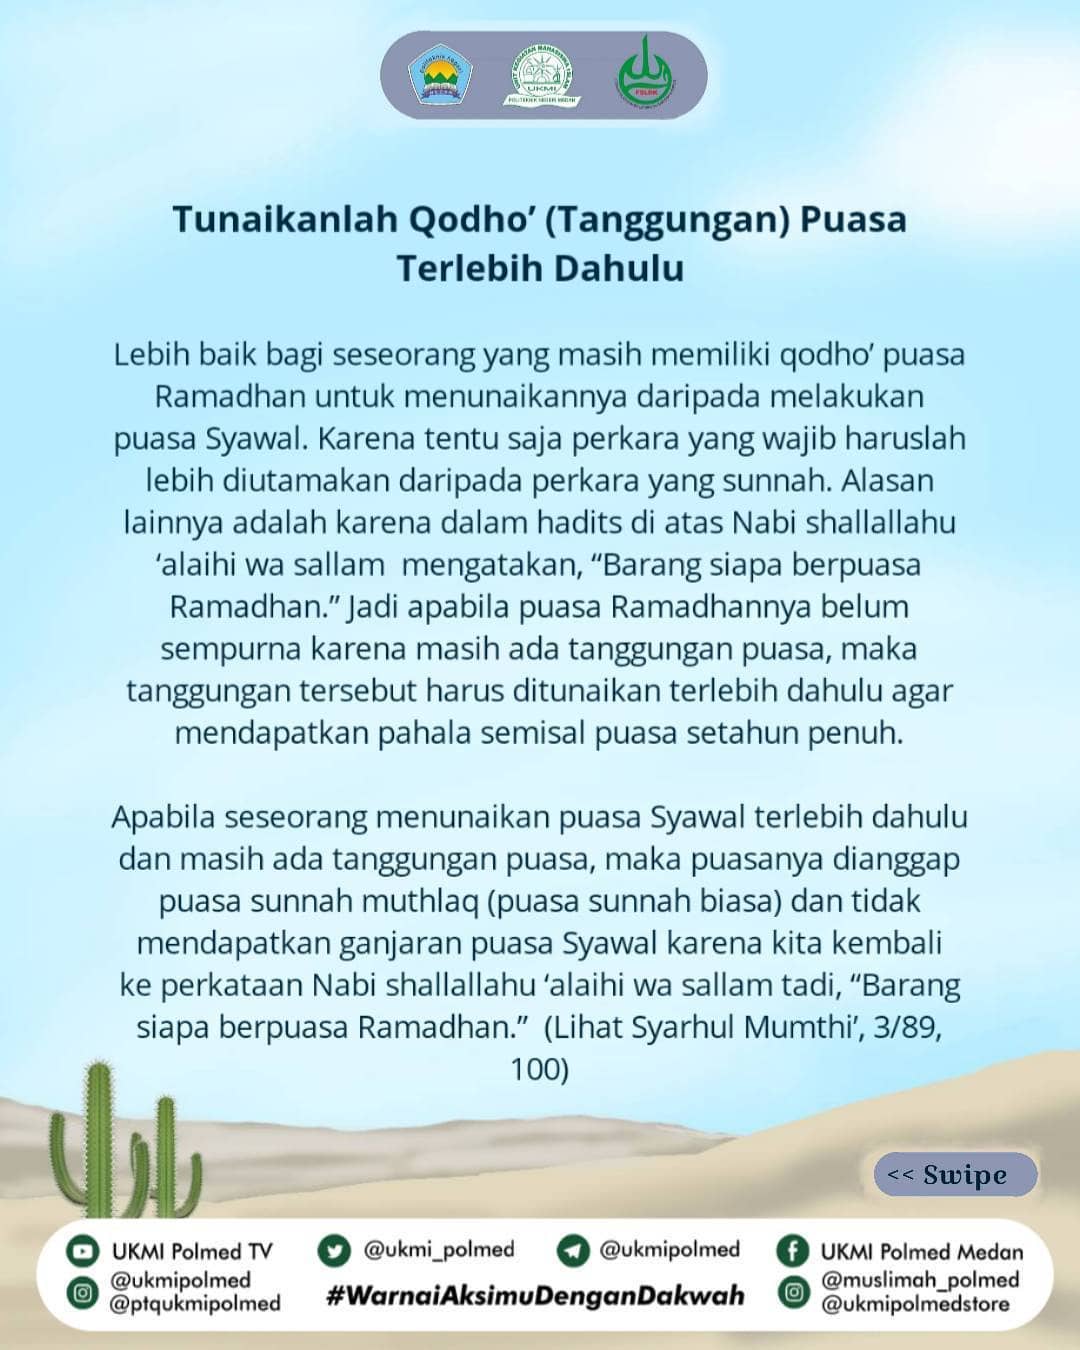 UKMI
POLITEKNIK NEGERI MEDAN
FSLDK
Tunaikanlah Qodho’ (Tanggungan) Puasa
Terlebih Dahulu
Lebih baik bagi seseorang yang masih memiliki qodho’ puasa
Ramadhan untuk menunaikannya daripada melakukan
puasa Syawal. Karena tentu saja perkara yang wajib haruslah
lebih diutamakan daripada perkara yang sunnah. Alasan
lainnya adalah karena dalam hadits di atas Nabi shallallahu
‘alaihi wa sallam  mengatakan, “Barang siapa berpuasa
Ramadhan.” Jadi apabila puasa Ramadhannya belum
sempurna karena masih ada tanggungan puasa, maka
tanggungan tersebut harus ditunaikan terlebih dahulu agar
mendapatkan pahala semisal puasa setahun penuh.
Apabila seseorang menunaikan puasa Syawal terlebih dahulu
dan masih ada tanggungan puasa, maka puasanya dianggap
puasa sunnah muthlaq (puasa sunnah biasa) dan tidak
mendapatkan ganjaran puasa Syawal karena kita kembali
ke perkataan Nabi shallallahu ‘alaihi wa sallam tadi, “Barang
siapa berpuasa Ramadhan.”  (Lihat Syarhul Mumthi’, 3/89,
100)
<< Swipe
UKMI Polmed TV
@ukmipolmed
@ptqukmipolmed
@ukmi_polmed
@ukmipolmed
#WarnaiAksimuDenganDakwah
UKMI Polmed Medan
@muslimah_polmed
@ukmipolmedstore